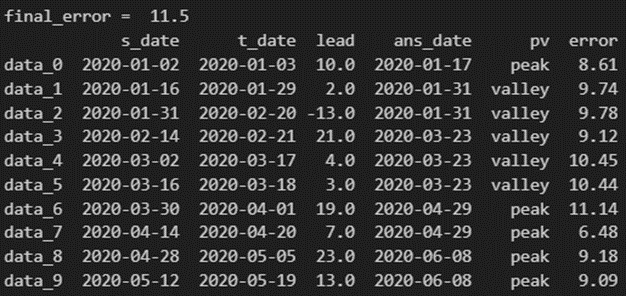 final_error =  11.5
            s_date      t_date  lead    ans_date      pv  error
data_0  2020-01-02  2020-01-03  10.0  2020-01-17    peak   8.61
data_1  2020-01-16  2020-01-29   2.0  2020-01-31  valley   9.74
data_2  2020-01-31  2020-02-20 -13.0  2020-01-31  valley   9.78
data_3  2020-02-14  2020-02-21  21.0  2020-03-23  valley   9.12
data_4  2020-03-02  2020-03-17   4.0  2020-03-23  valley  10.45
data_5  2020-03-16  2020-03-18   3.0  2020-03-23  valley  10.44
data_6  2020-03-30  2020-04-01  19.0  2020-04-29    peak  11.14
data_7  2020-04-14  2020-04-20   7.0  2020-04-29    peak   6.48
data_8  2020-04-28  2020-05-05  23.0  2020-06-08    peak   9.18
data_9  2020-05-12  2020-05-19  13.0  2020-06-08    peak   9.09